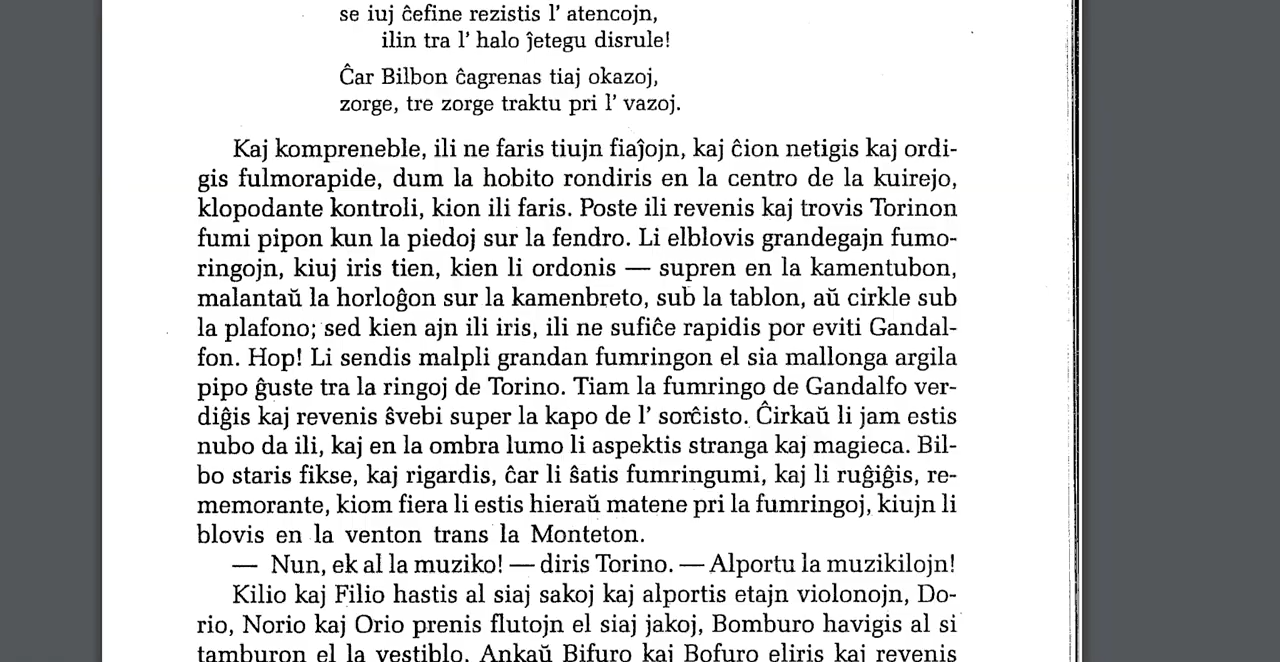 se iuj ĉefine rezistis l’ atencojn,
ilin tra l’ halo ĵetegu disrule!
Ĉar Bilbon ĉagrenas tiaj okazoj,
zorge, tre zorge traktu pri l’ vazoj.
Kaj kompreneble, ili ne faris tiujn fiaĵojn, kaj ĉion netigis kaj ordi-
gis fulmorapide, dum la hobito rondiris en la centro de la kuirejo,
klopodante kontroli, kion ili faris. Poste ili revenis kaj trovis Torinon
fumi pipon kun la piedoj sur la fendro. Li elblovis grandegajn fumo-
ringojn, kiuj iris tien, kien li ordonis — supren en la kamentubon,
malantaŭ la horloĝon sur la kamenbreto, sub la tablon, aŭ cirkle sub
la plafono; sed kien ajn ili iris, ili ne sufiĉe rapidis por eviti Gandal-
fon. Hop! Li sendis malpli grandan fumringon el sia mallonga argila
pipo ĝuste tra la ringoj de Torino. Tiam la fumringo de Gandalfo ver-
diĝis kaj revenis ŝvebi super la kapo de l’ sorĉisto. Ĉirkaŭ li jam estis
nubo da ili, kaj en la ombra lumo li aspektis stranga kaj magieca. Bil-
bo staris fikse, kaj rigardis, ĉar li ŝatis fumringumi, kaj li ruĝiĝis, re-
memorante, kiom fiera li estis hieraŭ matene pri la fumringoj, kiujn li
blovis en la venton trans la Monteton.
— Nun, ek al la muziko! — diris Torino. — Alportu la muzikilojn!
Kilio kaj Filio hastis al siaj sakoj kaj alportis etajn violonojn, Do-
rio, Norio kaj Orio prenis flutojn el siaj jakoj, Bomburo havigis al si
tamburon el la vestiblo. Ankaŭ Bifuro kaj Bofuro eliris kaj revenis